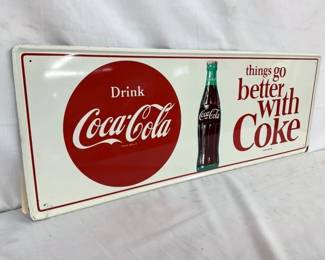 Drink
Coca-Cola
Coca-Cola
things go
better
with
Coke